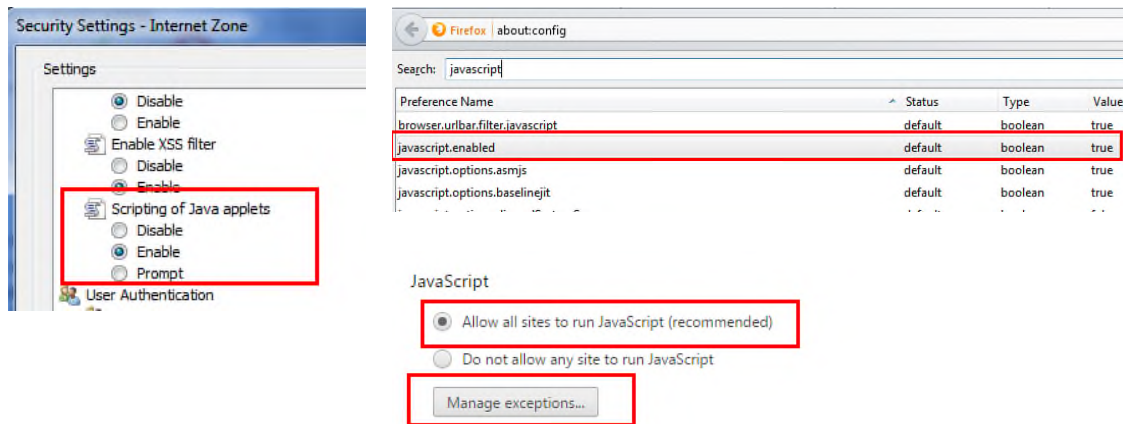 Security Settings - Internet Zone
Settings
Disable
Enable
Enable XSS filter
Disable
Enable
Scripting of Java applets
Disable
Enable
Prompt
User Authentication
Firefox about:config
Search: javascript
Preference Name Status Type Value
browser.urlbar.filter.javascript default boolean true
javascript.enabled default boolean true
javascript.options.asmjs default boolean true
javascript.options.baselinejit default boolean true
JavaScript
Allow all sites to run JavaScript (recommended)
Do not allow any site to run JavaScript
Manage exceptions...